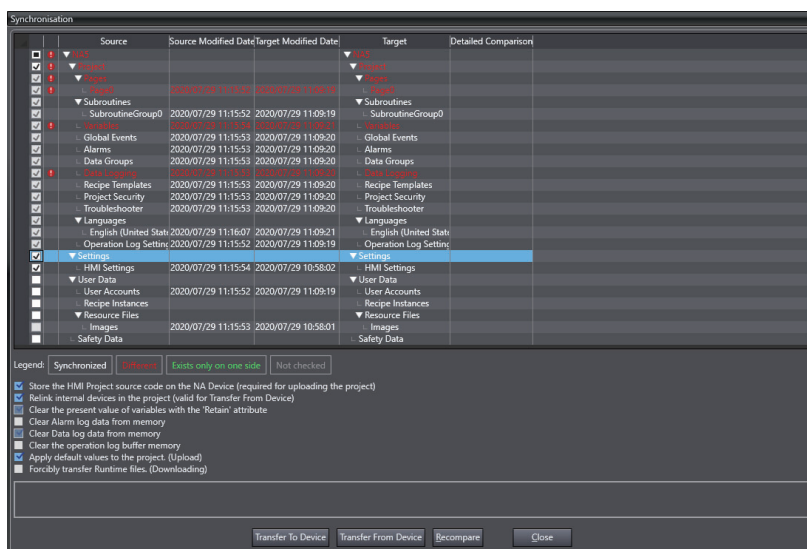 Synchronisation
Source Source Modified Date Target Modified Date Target Detailed Comparison
Pages Pages
Subroutines Subroutines
SubroutineGroup0 2020/07/29 11:15:52 2020/07/29 11:09:19 SubroutineGroup0
Variables Variables
Global Events 2020/07/29 11:15:53 2020/07/29 11:09:20 Global Events
Alarms 2020/07/29 11:15:53 2020/07/29 11:09:20 Alarms
Data Groups 2020/07/29 11:15:53 2020/07/29 11:09:20 Data Groups
Data Logging Data Logging
Recipe Templates 2020/07/29 11:15:53 2020/07/29 11:09:20 Recipe Templates
Project Security 2020/07/29 11:15:53 2020/07/29 11:09:20 Project Security
Troubleshooter 2020/07/29 11:15:53 2020/07/29 11:09:20 Troubleshooter
Languages Languages
English (United State 2020/07/29 11:16:07 2020/07/29 11:09:21 English (United State
Operation Log Setting 2020/07/29 11:15:52 2020/07/29 11:09:19 Operation Log Setting
Settings Settings
HMI Settings 2020/07/29 11:15:54 2020/07/29 10:58:02 HMI Settings
User Data User Data
User Accounts 2020/07/29 11:15:52 2020/07/29 11:09:19 User Accounts
Recipe Instances Recipe Instances
Resource Files Resource Files
Images 2020/07/29 11:15:53 2020/07/29 10:58:01 Images
Safety Data Safety Data
Legend: Synchronized Different Exists only on one side Not checked
Store the HMI Project source code on the NA Device (required for uploading the project)
Relink internal devices in the project (valid for Transfer From Device)
Clear the present value of variables with the 'Retain' attribute
Clear Alarm log data from memory
Clear Data log data from memory
Clear the operation log buffer memory
Apply default values to the project. (Upload)
Forcibly transfer Runtime files. (Downloading)
Transfer To Device Transfer From Device Recompare Close